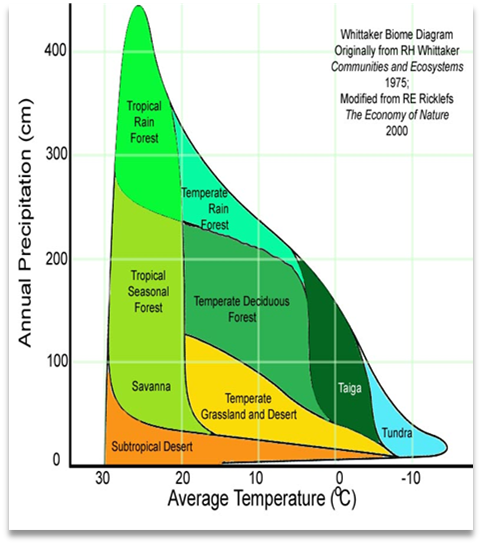 Whittaker Biome Diagram
Originally from RH Whittaker
Communities and Ecosystems
1975;
Modified from RE Ricklefs
The Economy of Nature
2000
Annual Precipitation (cm)
400
300
200
100
0
Tropical
Rain
Forest
Temperate
Rain
Forest
Tropical
Seasonal
Forest
Temperate Deciduous
Forest
Savanna
Temperate
Grassland and Desert
Taiga
Tundra
Subtropical Desert
30
20
10
0
-10
Average Temperature (°C)